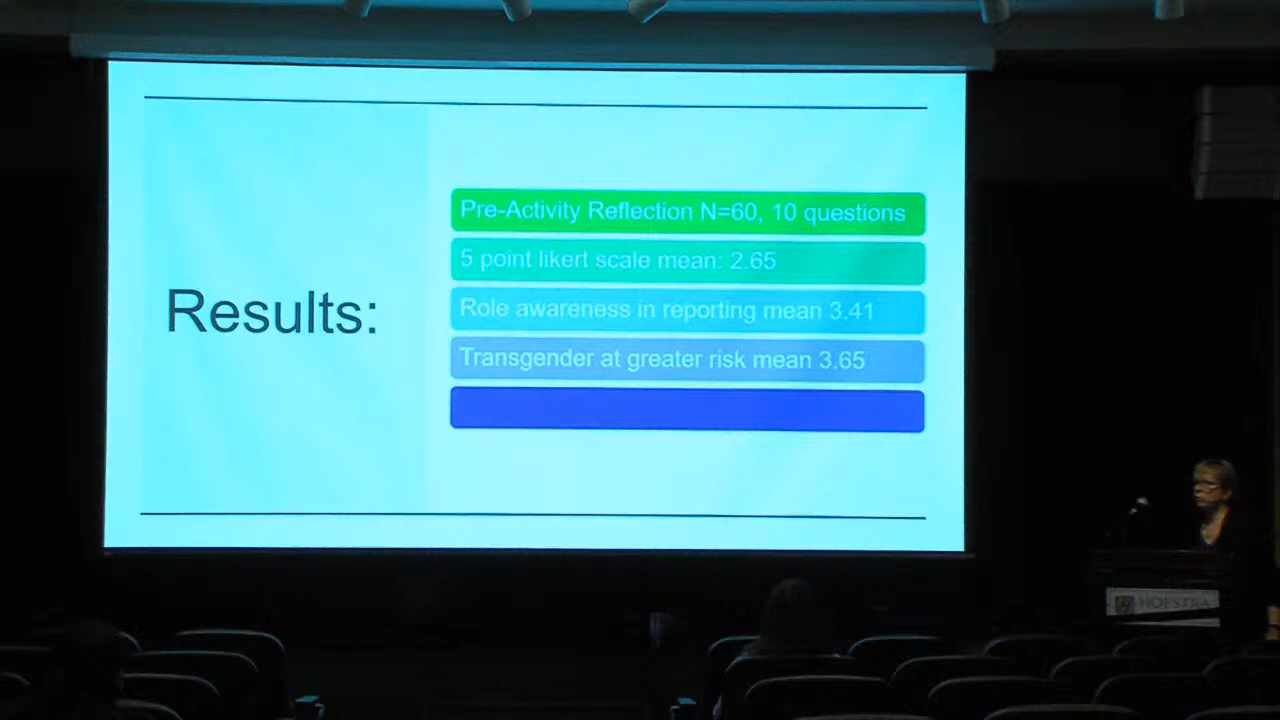 Results:
Pre-Activity Reflection N=60, 10 questions
5 point likert scale mean: 2.65
Role awareness in reporting mean 3.41
Transgender at greater risk mean 3.65
HOFSTRA